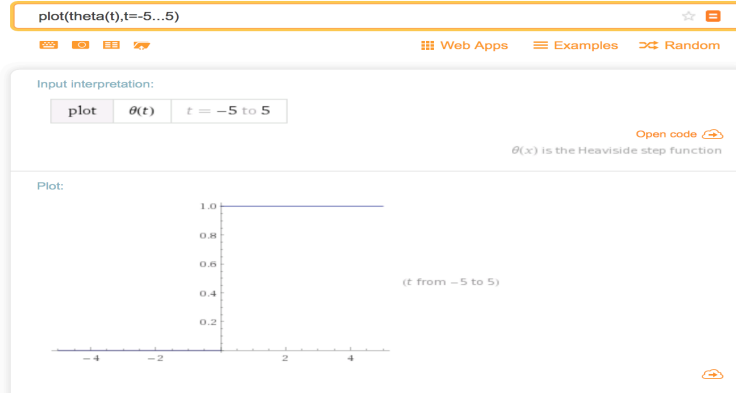 plot(theta(t),t=-5...5)
Web Apps Examples Random
Input interpretation:
plot θ(t) t = −5 to 5
Open code
θ(x) is the Heaviside step function
Plot:
1.0
0.8
0.6
0.4
0.2
(t from −5 to 5)
−4 −2 2 4